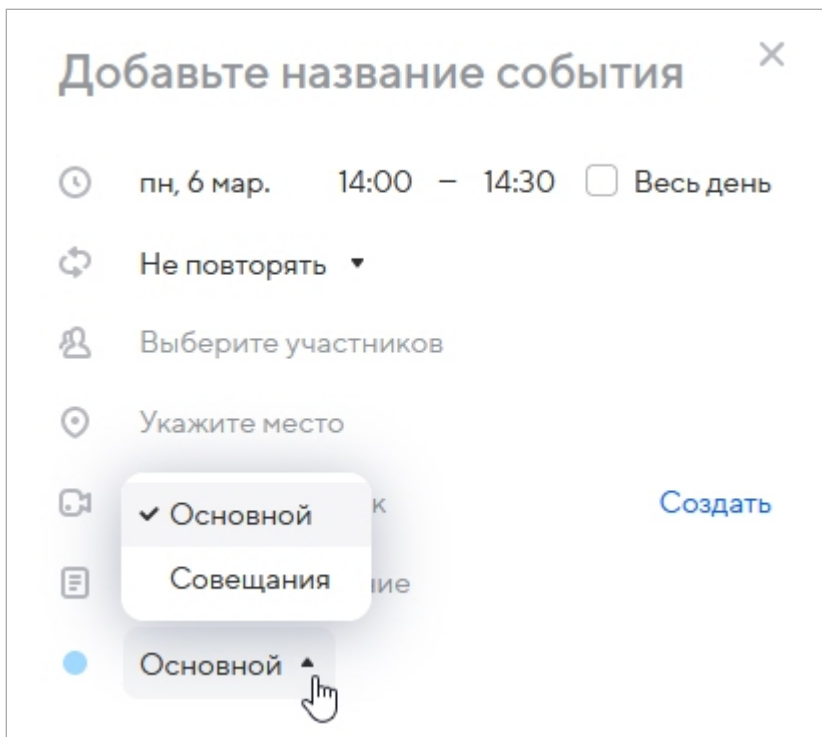 Добавьте название события
пн, 6 мар. 14:00 – 14:30 Весь день
Не повторять
Выберите участников
Укажите место
Создать
Основной
Совещания
Основной